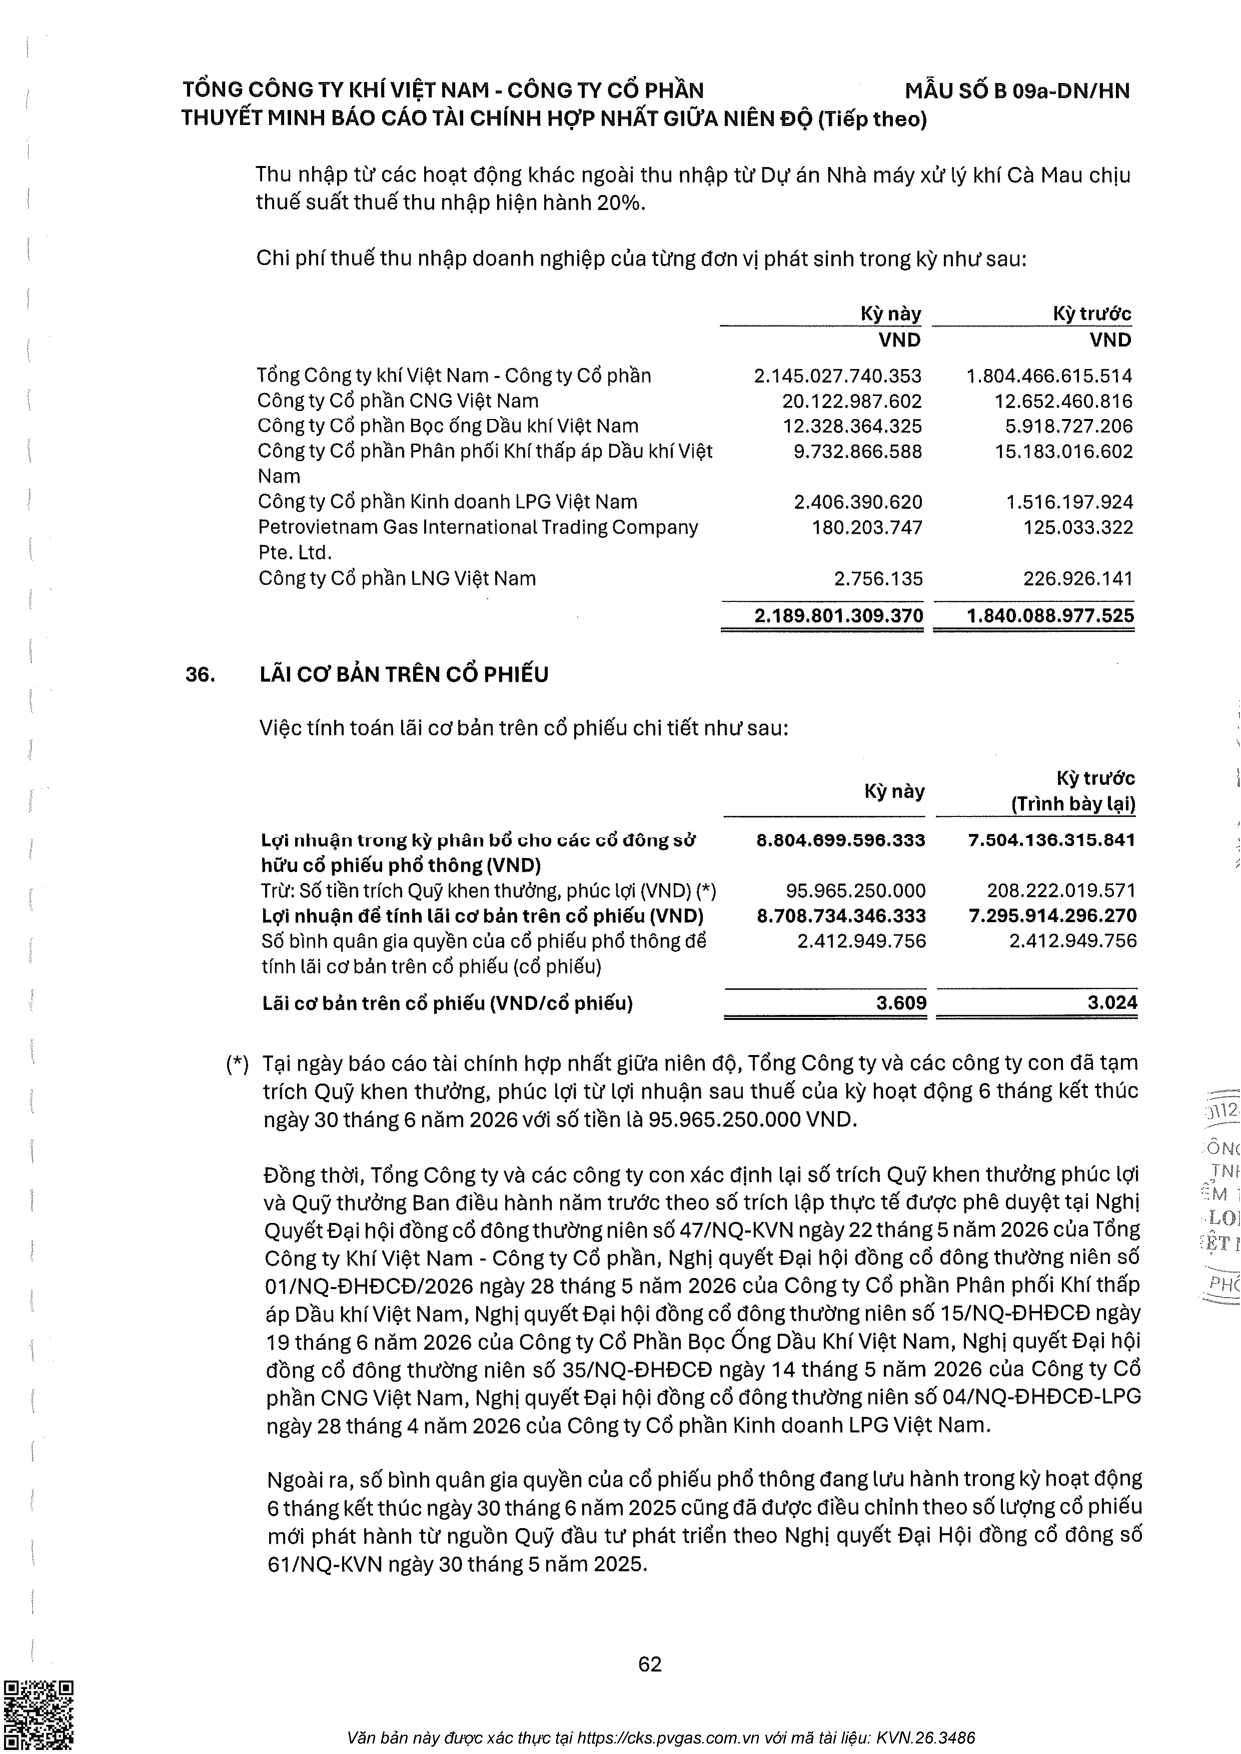 TỔNG CÔNG TY KHÍ VIỆT NAM - CÔNG TY CỔ PHẦN MẪU SỐ B 09a-DN/HN
THUYẾT MINH BÁO CÁO TÀI CHÍNH HỢP NHẤT GIỮA NIÊN ĐỘ (Tiếp theo)
Thu nhập từ các hoạt động khác ngoài thu nhập từ Dự án Nhà máy xử lý khí Cà Mau chịu
thuế suất thuế thu nhập hiện hành 20%.
Chi phí thuế thu nhập doanh nghiệp của từng đơn vị phát sinh trong kỳ như sau:
Kỳ này Kỳ trước
VND VND
Tổng Công ty khí Việt Nam - Công ty Cổ phần 2.145.027.740.353 1.804.466.615.514
Công ty Cổ phần CNG Việt Nam 20.122.987.602 12.652.460.816
Công ty Cổ phần Bọc ống Dầu khí Việt Nam 12.328.364.325 5.918.727.206
Công ty Cổ phần Phân phối Khí thấp áp Dầu khí Việt 9.732.866.588 15.183.016.602
Nam
Công ty Cổ phần Kinh doanh LPG Việt Nam 2.406.390.620 1.516.197.924
Petrovietnam Gas International Trading Company 180.203.747 125.033.322
Pte. Ltd.
Công ty Cổ phần LNG Việt Nam 2.756.135 226.926.141
2.189.801.309.370 1.840.088.977.525
36. LÃI CƠ BẢN TRÊN CỔ PHIẾU
Việc tính toán lãi cơ bản trên cổ phiếu chi tiết như sau:
Kỳ trước
Kỳ này
(Trình bày lại)
Lợi nhuận trong kỳ phân bổ cho các cổ đông sở 8.804.699.596.333 7.504.136.315.841
hữu cổ phiếu phổ thông (VND)
Trừ: Số tiền trích Quỹ khen thưởng, phúc lợi (VND) (*) 95.965.250.000 208.222.019.571
Lợi nhuận để tính lãi cơ bản trên cổ phiếu (VND) 8.708.734.346.333 7.295.914.296.270
Số bình quân gia quyền của cổ phiếu phổ thông để 2.412.949.756 2.412.949.756
tính lãi cơ bản trên cổ phiếu (cổ phiếu)
Lãi cơ bản trên cổ phiếu (VND/cổ phiếu) 3.609 3.024
(*) Tại ngày báo cáo tài chính hợp nhất giữa niên độ, Tổng Công ty và các công ty con đã tạm
trích Quỹ khen thưởng, phúc lợi từ lợi nhuận sau thuế của kỳ hoạt động 6 tháng kết thúc
ngày 30 tháng 6 năm 2026 với số tiền là 95.965.250.000 VND.
Đồng thời, Tổng Công ty và các công ty con xác định lại số trích Quỹ khen thưởng phúc lợi
và Quỹ thưởng Ban điều hành năm trước theo số trích lập thực tế được phê duyệt tại Nghị
Quyết Đại hội đồng cổ đông thường niên số 47/NQ-KVN ngày 22 tháng 5 năm 2026 của Tổng
Công ty Khí Việt Nam - Công ty Cổ phần, Nghị quyết Đại hội đồng cổ đông thường niên số
01/NQ-ĐHĐCĐ/2026 ngày 28 tháng 5 năm 2026 của Công ty Cổ phần Phân phối Khí thấp
áp Dầu khí Việt Nam, Nghị quyết Đại hội đồng cổ đông thường niên số 15/NQ-ĐHĐCĐ ngày
19 tháng 6 năm 2026 của Công ty Cổ Phần Bọc Ống Dầu Khí Việt Nam, Nghị quyết Đại hội
đồng cổ đông thường niên số 35/NQ-ĐHĐCĐ ngày 14 tháng 5 năm 2026 của Công ty Cổ
phần CNG Việt Nam, Nghị quyết Đại hội đồng cổ đông thường niên số 04/NQ-ĐHĐCĐ-LPG
ngày 28 tháng 4 năm 2026 của Công ty Cổ phần Kinh doanh LPG Việt Nam.
Ngoài ra, số bình quân gia quyền của cổ phiếu phổ thông đang lưu hành trong kỳ hoạt động
6 tháng kết thúc ngày 30 tháng 6 năm 2025 cũng đã được điều chỉnh theo số lượng cổ phiếu
mới phát hành từ nguồn Quỹ đầu tư phát triển theo Nghị quyết Đại Hội đồng cổ đông số
61/NQ-KVN ngày 30 tháng 5 năm 2025.
62
Văn bản này được xác thực tại https://cks.pvgas.com.vn với mã tài liệu: KVN.26.3486